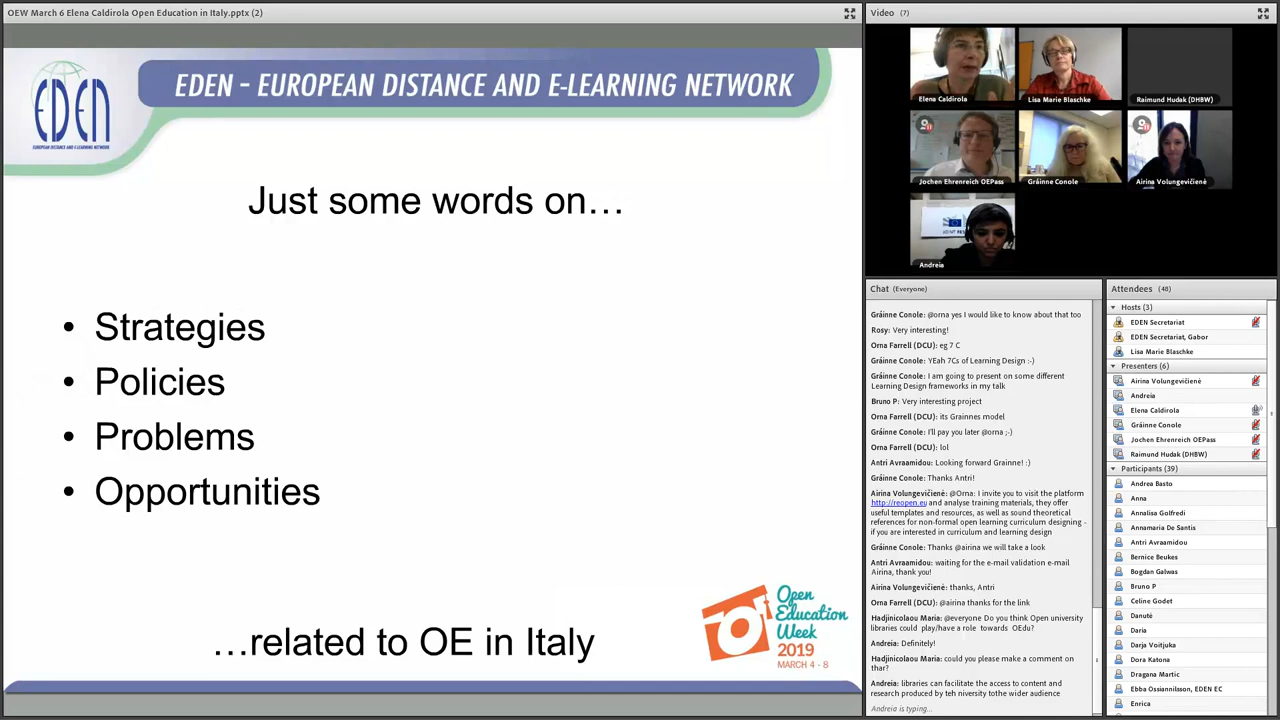 OEW March 6 Elena Caldirola Open Education in Italy.pptx (2)
EDEN
EUROPEAN DISTANCE AND E-LEARNING NETWORK
EDEN - EUROPEAN DISTANCE AND E-LEARNING NETWORK
Just some words on…
• Strategies
• Policies
• Problems
• Opportunities
…related to OE in Italy
Open
Education
Week
2019
MARCH 4 - 8
Video (7)
Elena Caldirola
Lisa Marie Blaschke
Raimund Hudak (DHBW)
Jochen Ehrenreich OEPass
Gráinne Conole
Airina Volungevičienė
Andreia
Chat (Everyone)
Gráinne Conole: @orna yes I would like to know about that too
Rosy: Very interesting!
Orna Farrell (DCU): eg 7 C
Gráinne Conole: YEah 7Cs of Learning Design :-)
Gráinne Conole: I am going to present on some different
Learning Design frameworks in my talk
Bruno P: Very interesting project
Orna Farrell (DCU): its Grainnes model
Gráinne Conole: I'll pay you later @orna ;-)
Orna Farrell (DCU): lol
Antri Avraamidou: Looking forward Grainne! :)
Gráinne Conole: Thanks Antri!
Airina Volungevičienė: @Orna: I invite you to visit the platform
http://reopen.eu and analyse training materials, they offer
useful templates and resources, as well as sound theoretical
references for non-formal open learning curriculum designing -
if you are interested in curriculum and learning design
Gráinne Conole: Thanks @airina we will take a look
Antri Avraamidou: waiting for the e-mail validation e-mail
Airina, thank you!
Airina Volungevičienė: thanks, Antri
Orna Farrell (DCU): @airina thanks for the link
Hadjinicolaou Maria: @everyone Do you think Open university
libraries could play/have a role towards OEdu?
Andreia: Definitely!
Hadjinicolaou Maria: could you please make a comment on
thar?
Andreia: libraries can facilitate the access to content and
research produced by teh niversity tothe wider audience
Andreia is typing...
Attendees (48)
Hosts (3)
EDEN Secretariat
EDEN Secretariat, Gabor
Lisa Marie Blaschke
Presenters (6)
Airina Volungevičienė
Andreia
Elena Caldirola
Gráinne Conole
Jochen Ehrenreich OEPass
Raimund Hudak (DHBW)
Participants (39)
Andrea Basto
Anna
Annalisa Golfredi
Annamaria De Santis
Antri Avraamidou
Bernice Beukes
Bogdan Galwas
Bruno P
Celine Godet
Danutė
Daria
Darja Vojtjuka
Dora Katona
Dragana Martic
Ebba Ossiannilsson, EDEN EC
Enrica